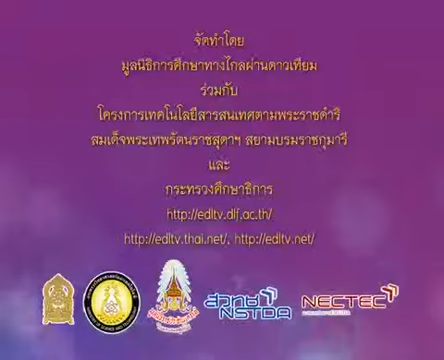 จัดทำโดย
มูลนิธิการศึกษาทางไกลผ่านดาวเทียม
ร่วมกับ
โครงการเทคโนโลยีสารสนเทศตามพระราชดำริ
สมเด็จพระเทพรัตนราชสุดาฯ สยามบรมราชกุมารี
และ
กระทรวงศึกษาธิการ
http://edltv.dlf.ac.th/
http://edltv.thai.net/, http://edltv.net/
สวทช NECTEC
NSTDA